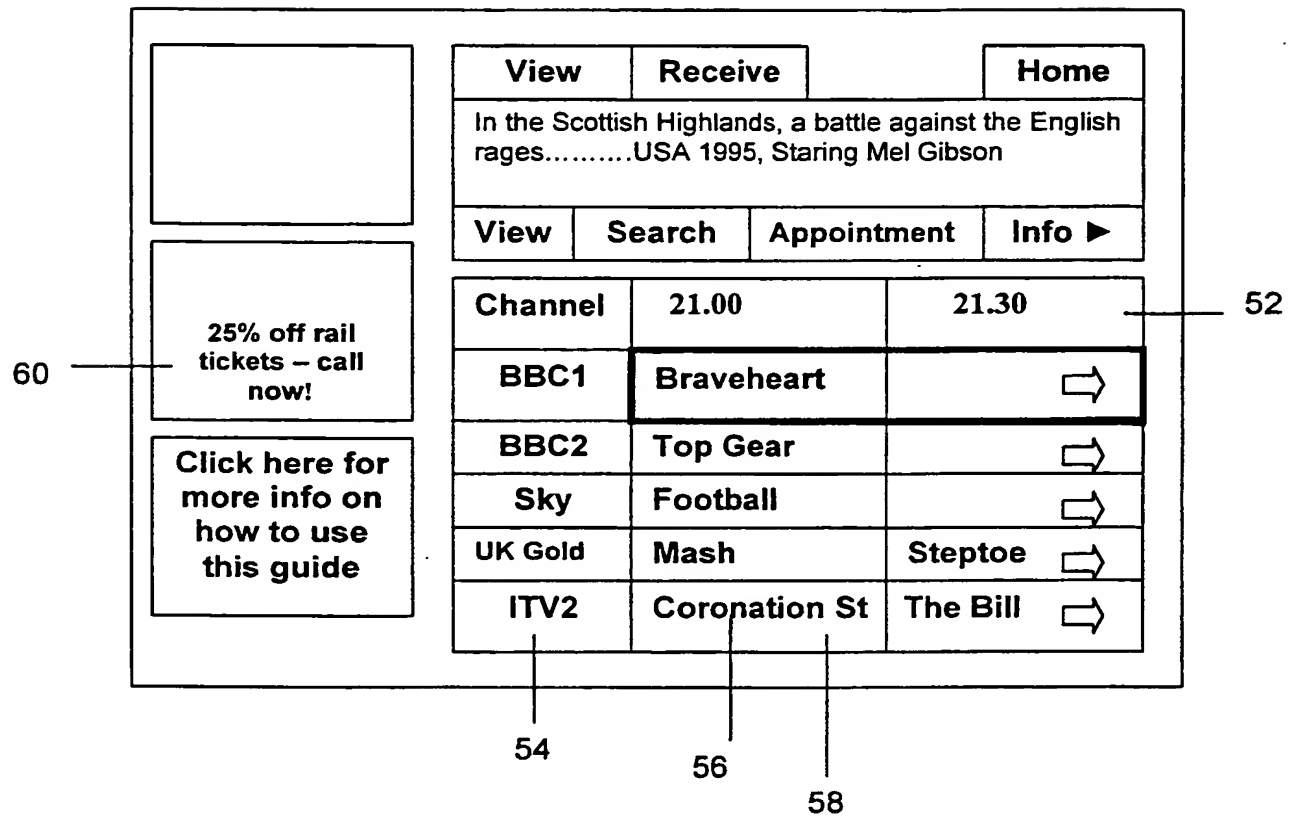 View Receive Home
In the Scottish Highlands, a battle against the English
rages..........USA 1995, Staring Mel Gibson
View Search Appointment Info ►
25% off rail
tickets – call
now!
Click here for
more info on
how to use
this guide
Channel 21.00 21.30
BBC1 Braveheart
BBC2 Top Gear
Sky Football
UK Gold Mash Steptoe
ITV2 Coronation St The Bill
52
60
54
56
58